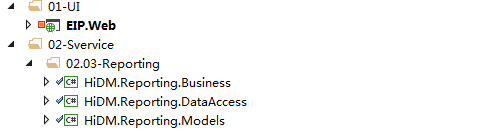 01-UI
EIP.Web
02-Svervice
02.03-Reporting
C# HiDM.Reporting.Business
C# HiDM.Reporting.DataAccess
C# HiDM.Reporting.Models